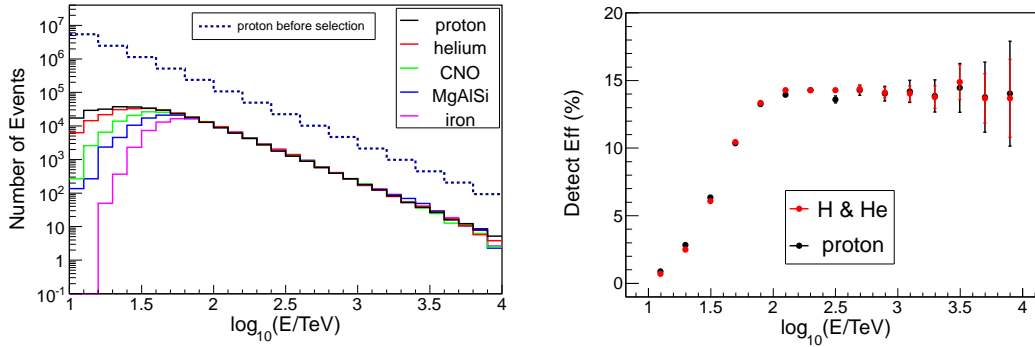 Number of Events
10^7
10^6
10^5
10^4
10^3
10^2
10
1
10^-1
proton before selection
proton
helium
CNO
MgAlSi
iron
1 1.5 2 2.5 3 3.5 4
log10(E/TeV)
Detect Eff (%)
20
15
10
5
0
H & He
proton
1 1.5 2 2.5 3 3.5 4
log10(E/TeV)